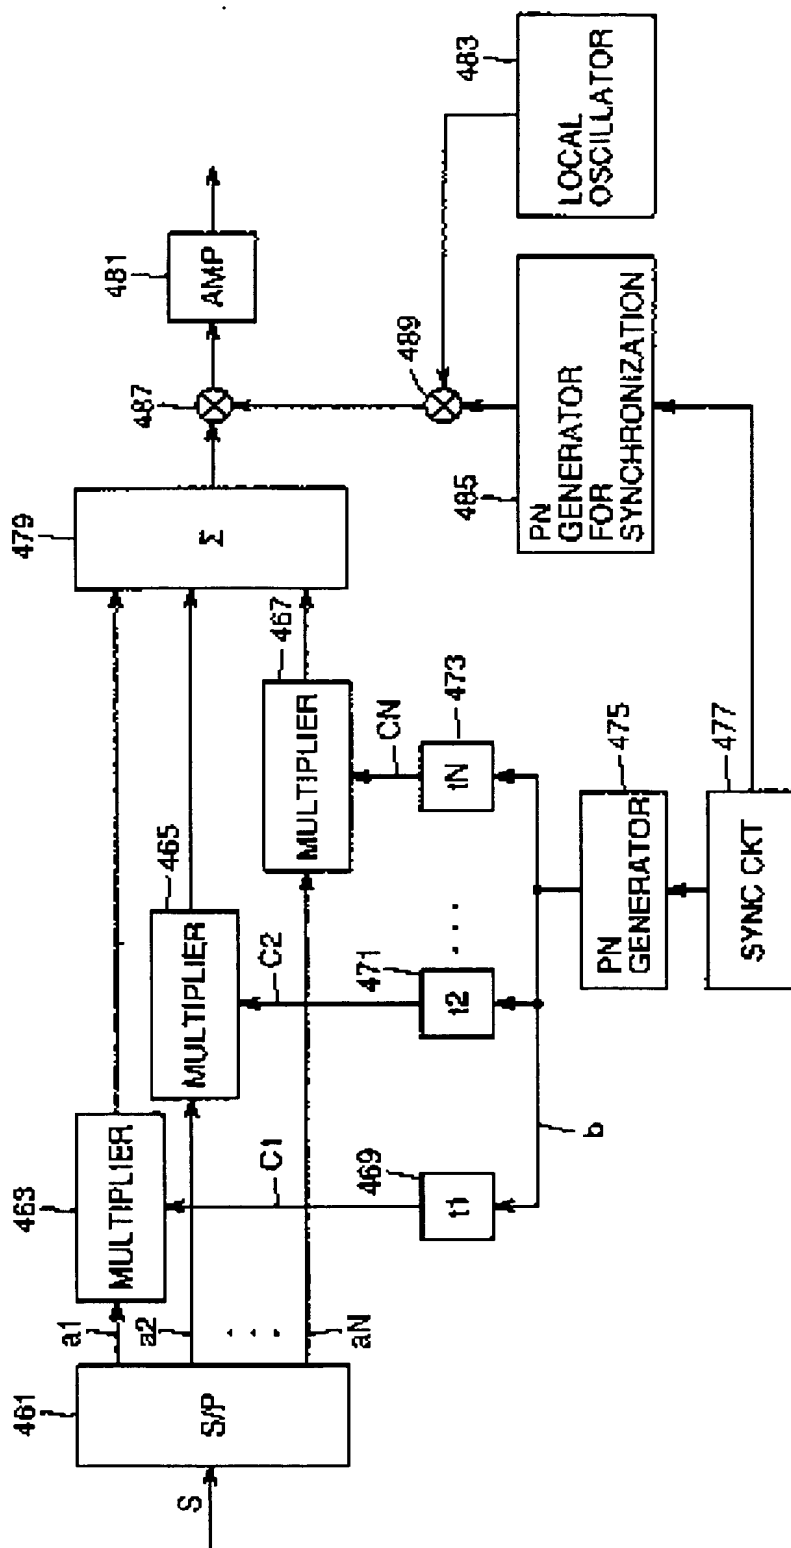 S
461
S/P
a1
a2
. . .
aN
463
MULTIPLIER
465
MULTIPLIER
467
MULTIPLIER
C1
C2
CN
469
t1
471
t2
. . .
473
tN
b
475
PN
GENERATOR
477
SYNC CKT
479
Σ
487
481
AMP
489
485
PN
GENERATOR
FOR
SYNCHRONIZATION
483
LOCAL
OSCILLATOR